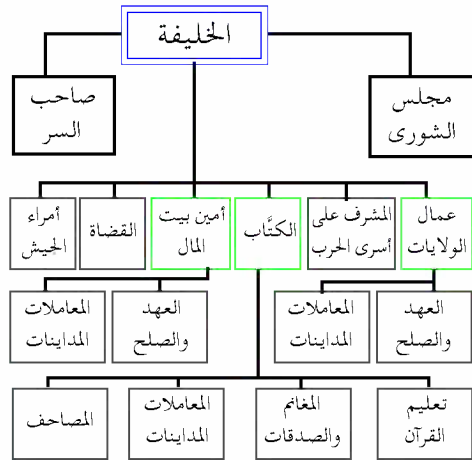 الخليفة
مجلس
الشورى
صاحب
السر
عمال
الولايات
المشرف على
أسرى الحرب
الكتَّاب
أمين بيت
المال
القضاة
أمراء
الجيش
العهد
والصلح
المعاملات
المداينات
العهد
والصلح
المعاملات
المداينات
تعليم
القرآن
المغانم
والصدقات
المعاملات
المداينات
المصاحف